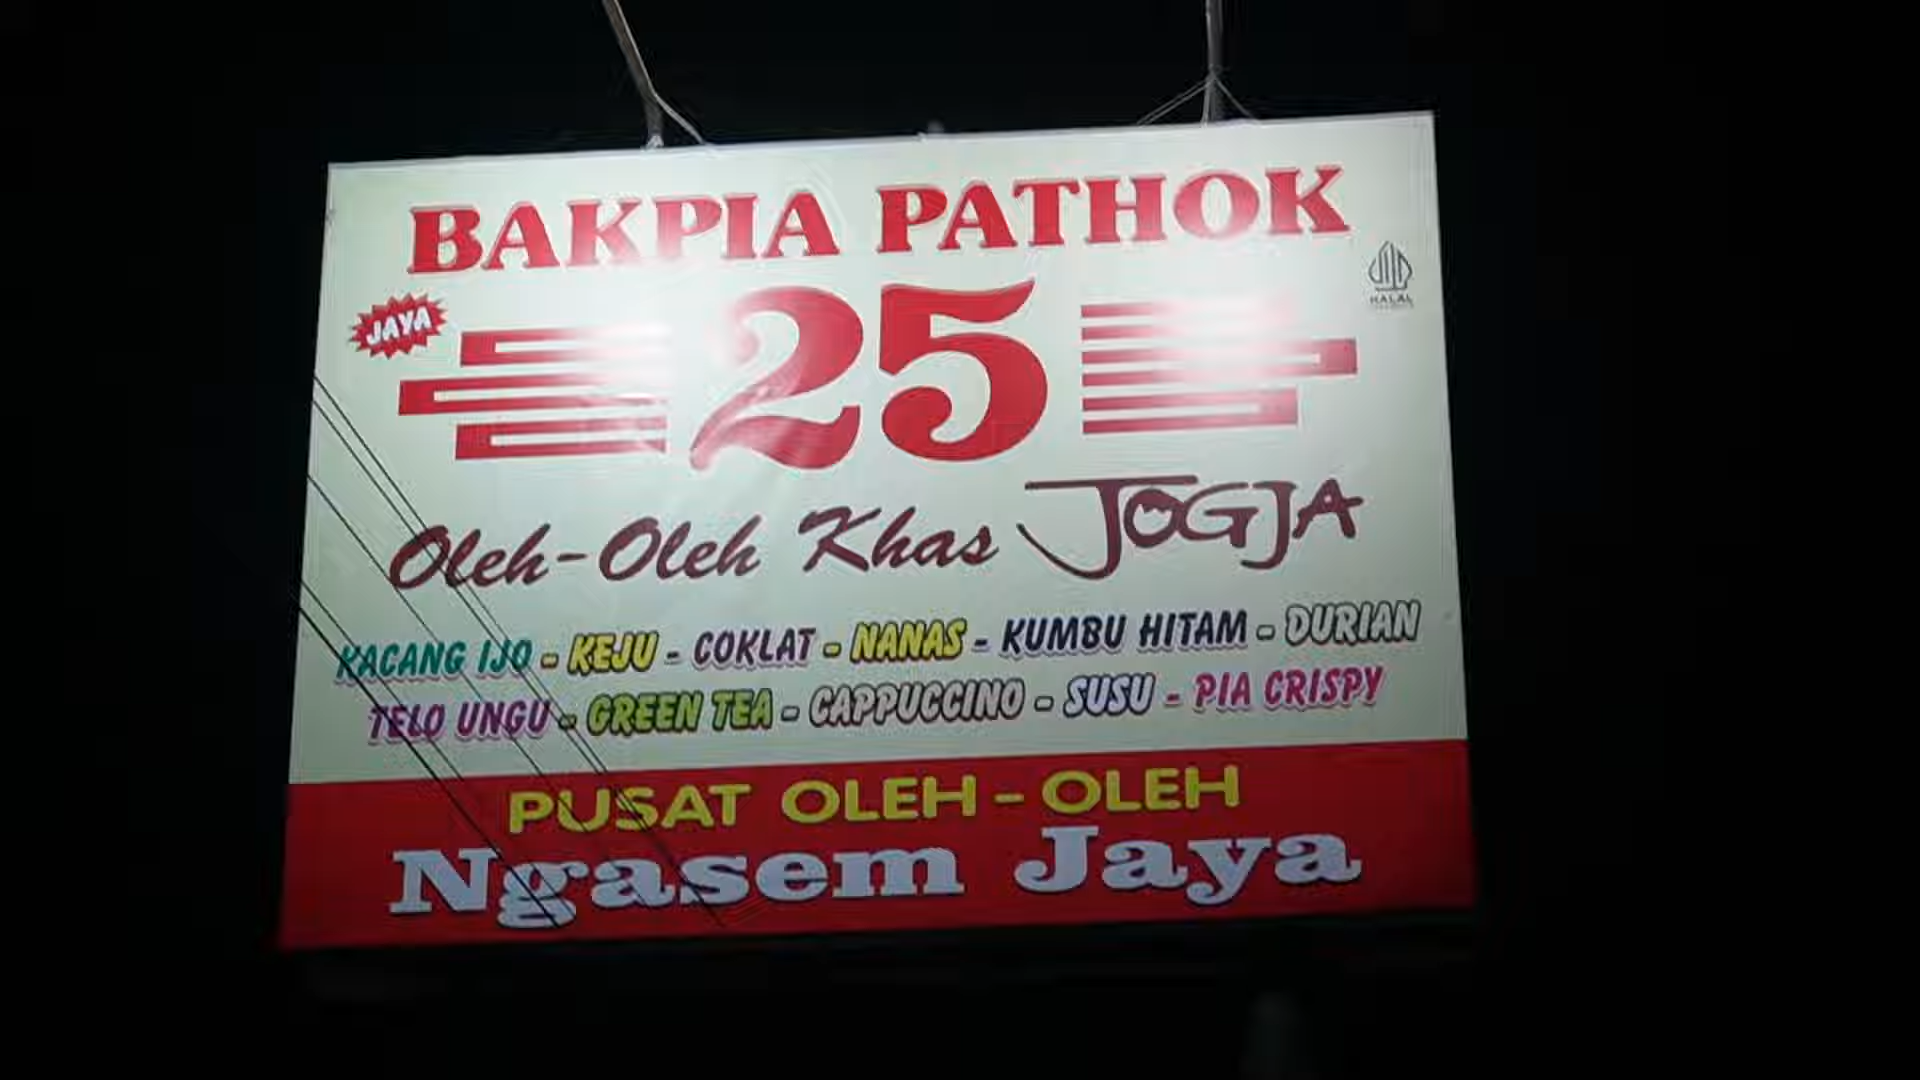 BAKPIA PATHOK
JAYA
25
HALAL
Oleh-Oleh Khas JOGJA
KACANG IJO - KEJU - COKLAT - NANAS - KUMBU HITAM - DURIAN
TELO UNGU - GREEN TEA - CAPPUCCINO - SUSU - PIA CRISPY
PUSAT OLEH-OLEH
Ngasem Jaya